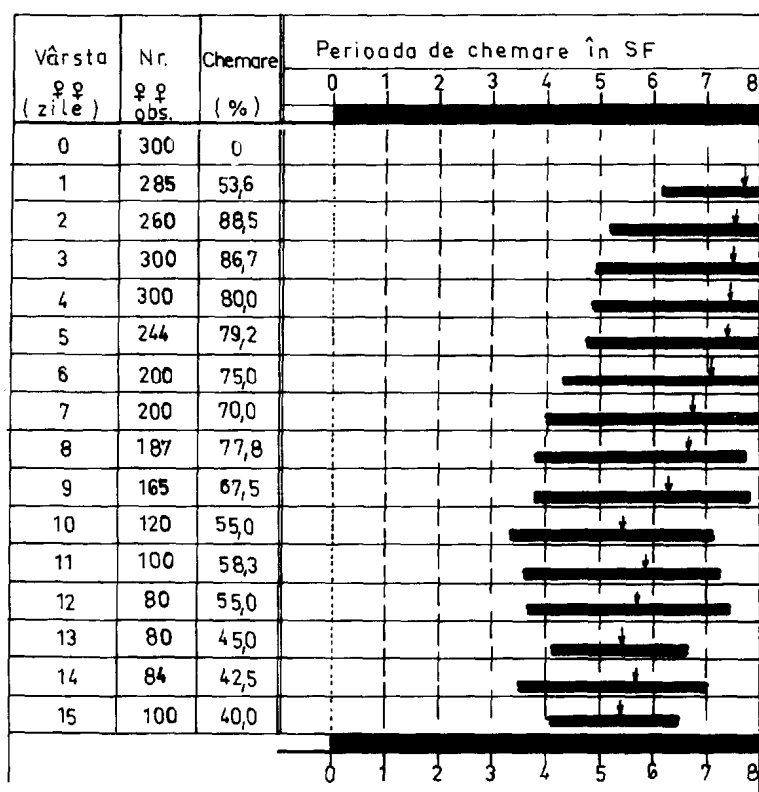 Vârsta Nr. Chemare Perioada de chemare în SF
♀♀ ♀♀ 0 1 2 3 4 5 6 7 8
(zile) obs. (%)
0 300 0
1 285 53,6
2 260 88,5
3 300 86,7
4 300 80,0
5 244 79,2
6 200 75,0
7 200 70,0
8 187 77,8
9 165 67,5
10 120 55,0
11 100 58,3
12 80 55,0
13 80 45,0
14 84 42,5
15 100 40,0
0 1 2 3 4 5 6 7 8